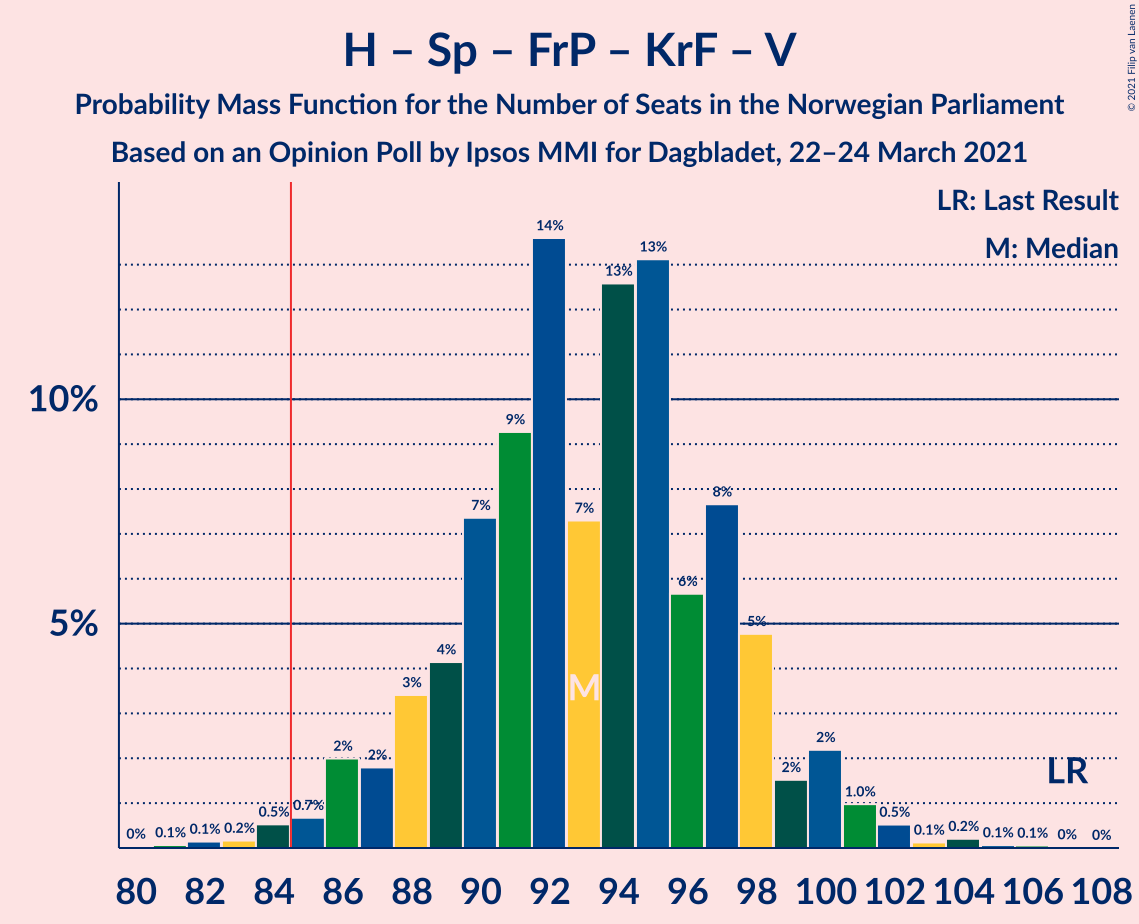 H – Sp – FrP – KrF – V
Probability Mass Function for the Number of Seats in the Norwegian Parliament
Based on an Opinion Poll by Ipsos MMI for Dagbladet, 22–24 March 2021
© 2021 Filip van Laenen
LR: Last Result
M: Median
10%
5%
0% 0.1% 0.1% 0.2% 0.5% 0.7% 2% 2% 3% 4% 7% 9% 14% 7% 13% 13% 6% 8% 5% 2% 2% 1.0% 0.5% 0.1% 0.2% 0.1% 0.1% 0% 0%
M
LR
80 82 84 86 88 90 92 94 96 98 100 102 104 106 108